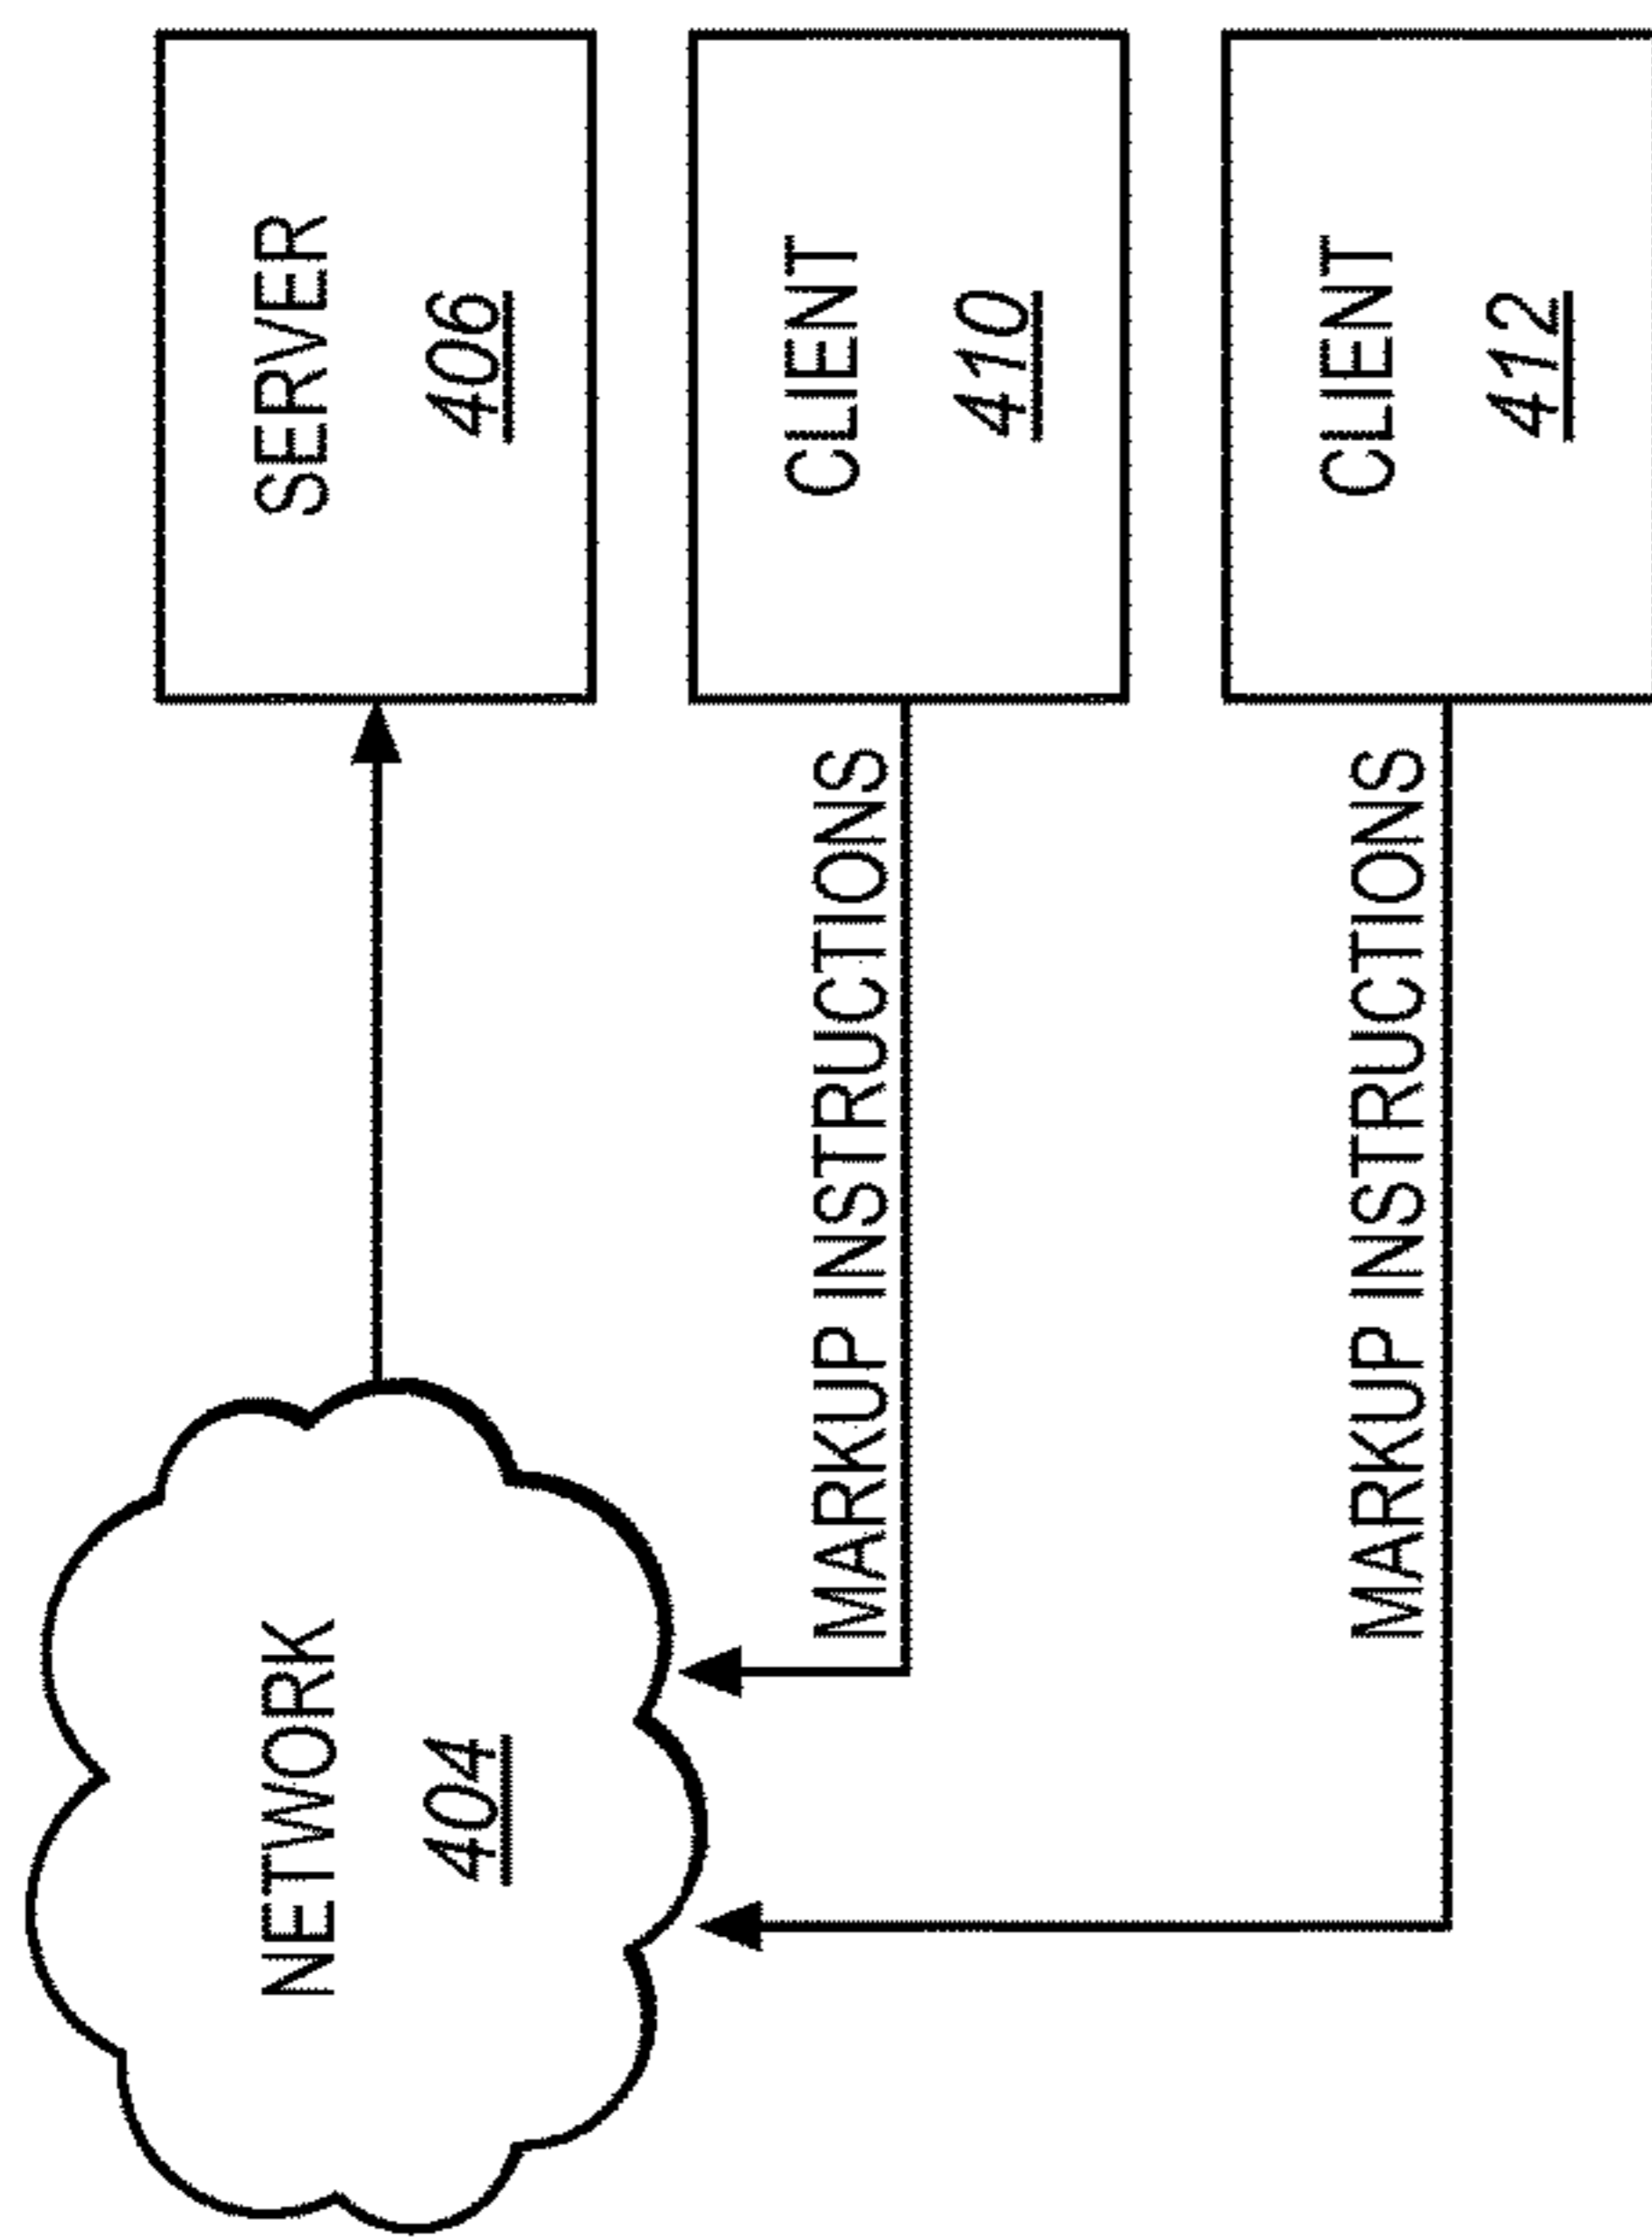 NETWORK
404
SERVER
406
MARKUP INSTRUCTIONS
CLIENT
410
MARKUP INSTRUCTIONS
CLIENT
412